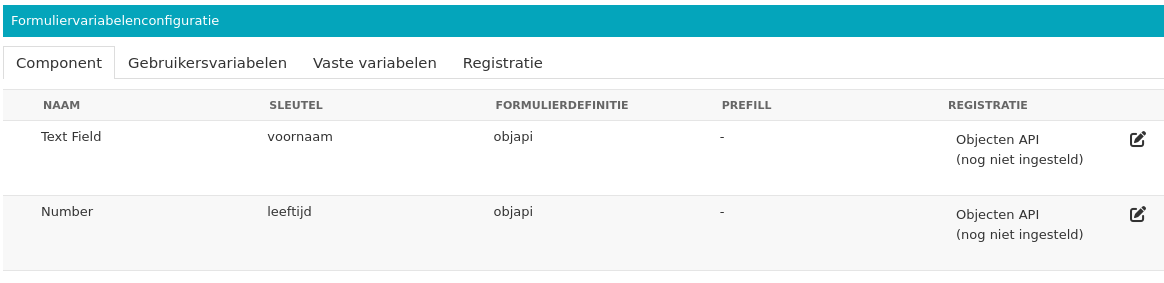 Formuliervariabelenconfiguratie
Component Gebruikersvariabelen Vaste variabelen Registratie
NAAM SLEUTEL FORMULIERDEFINITIE PREFILL REGISTRATIE
Text Field voornaam objapi - Objecten API
(nog niet ingesteld)
Number leeftijd objapi - Objecten API
(nog niet ingesteld)